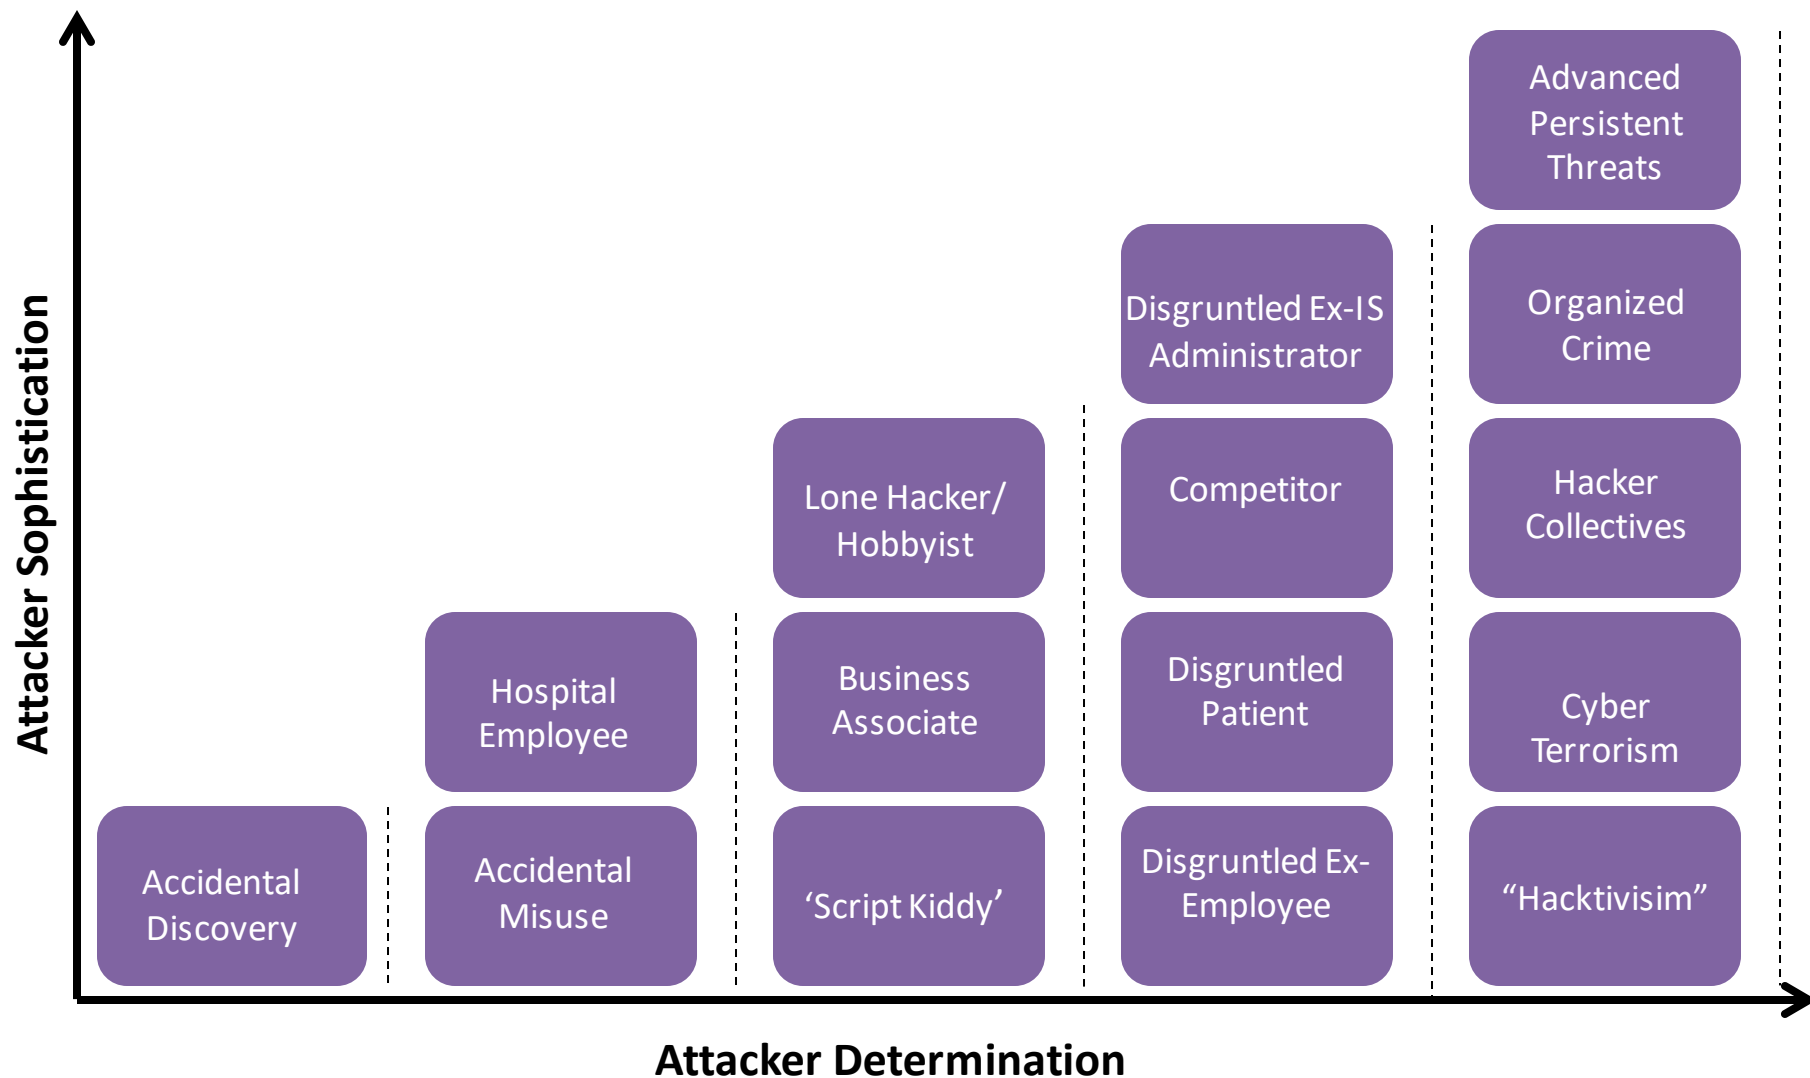 Attacker Sophistication
Advanced
Persistent
Threats
Disgruntled Ex-IS
Administrator
Organized
Crime
Lone Hacker/
Hobbyist
Competitor
Hacker
Collectives
Hospital
Employee
Business
Associate
Disgruntled
Patient
Cyber
Terrorism
Accidental
Discovery
Accidental
Misuse
‘Script Kiddy’
Disgruntled Ex-
Employee
“Hacktivisim”
Attacker Determination